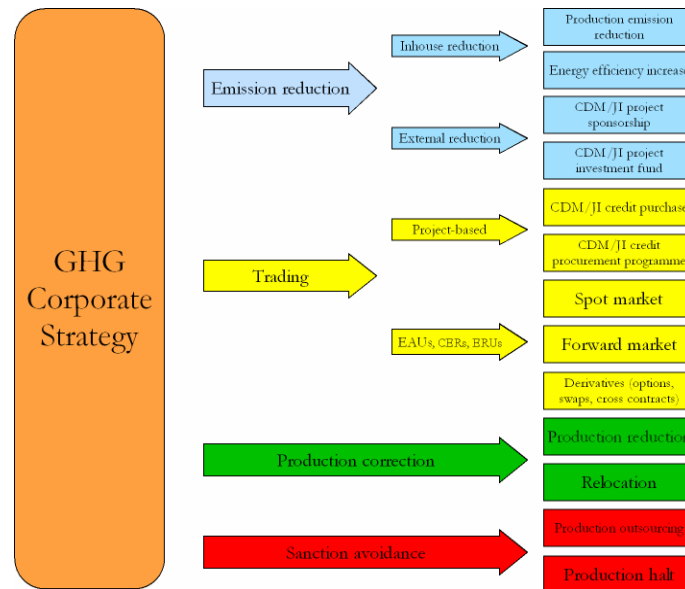 GHG
Corporate
Strategy
Emission reduction
Inhouse reduction
Production emission
reduction
Energy efficiency increase
External reduction
CDM/JI project
sponsorship
CDM/JI project
investment fund
Trading
Project-based
CDM/JI credit purchase
CDM/JI credit
procurement programme
EAUs, CERs, ERUs
Spot market
Forward market
Derivatives (options,
swaps, cross contracts)
Production correction
Production reduction
Relocation
Sanction avoidance
Production outsourcing
Production halt